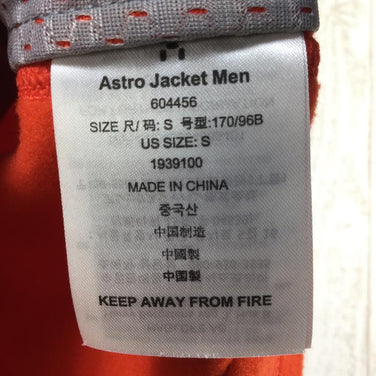 Astro Jacket Men
604456
SIZE 尺/ 码: S 号型:170/96B
US SIZE: S
1939100
MADE IN CHINA
중국산
中国制造
中國製
中国製
KEEP AWAY FROM FIRE